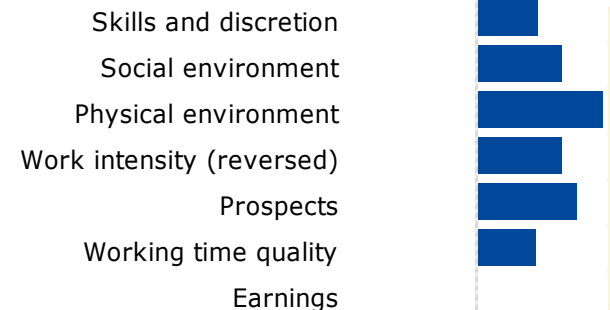 Skills and discretion
Social environment
Physical environment
Work intensity (reversed)
Prospects
Working time quality
Earnings